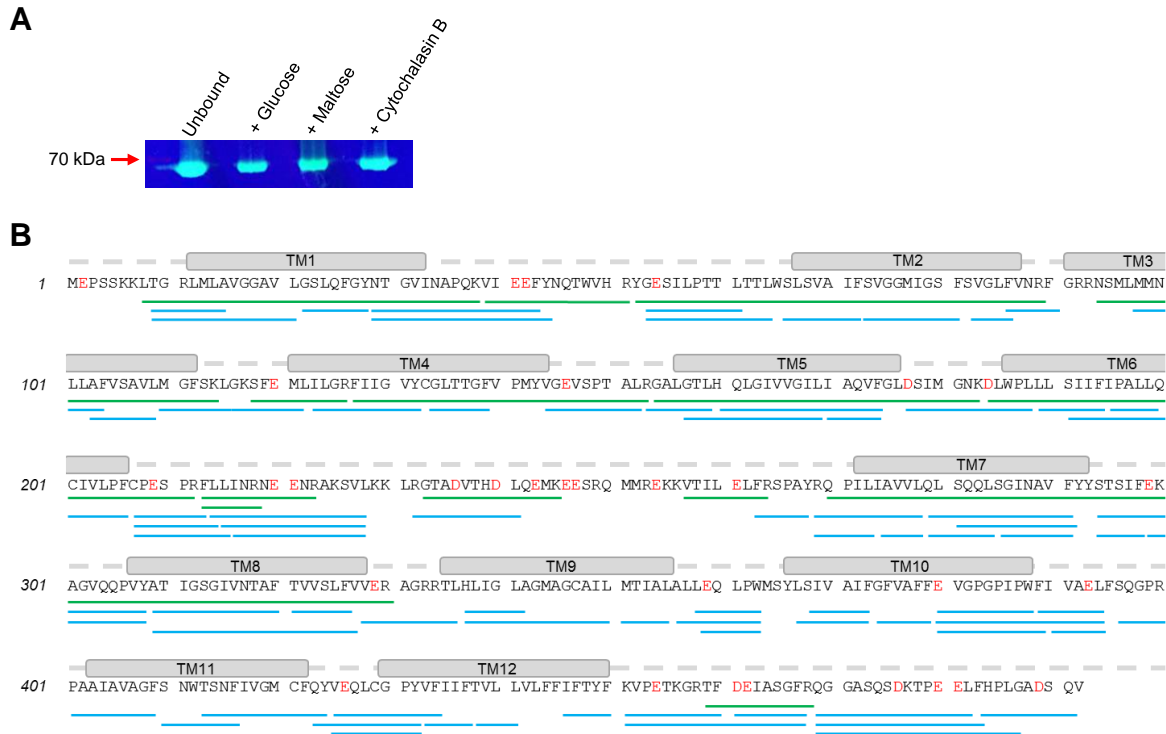 A
Unbound
+ Glucose
+ Maltose
+ Cytochalasin B
70 kDa
B
TM1 TM2 TM3
1 MEPSSKKLTG RLMLAVGGAV LGSLQFGYNT GVINAPQKVI EEFYNQTWVH RYGESILPTT LTTLWSLSVA IFSVGGMIGS FSVGLFVNRF GRRNSMLMMN
TM4 TM5 TM6
101 LLAFVSAVLM GFSKLGKSFE MLILGRFIIG VYCGLTTGFV PMYVGEVSPT ALRGALGTLH QLGIVVGILI AQVFGLDSIM GNKDLWPLLL SIIFIPALLQ
TM7
201 CIVLPFCPES PRFLLINRNE ENRAKSVLKK LRGTADVTHD LQEMKEESRQ MMREKKVTIL ELFRSPAYRQ PILIAVVLQL SQQLSGINAV FYYSTSIFEK
TM8 TM9 TM10
301 AGVQQPVYAT IGSGIVNTAF TVVSLFVVER AGRRTLHLIG LAGMAGCAIL MTIALALLEQ LPWMSYLSIV AIFGFVAFFE VGPGPIPWFI VAELFSQGPR
TM11 TM12
401 PAAIAVAGFS NWTSNFIVGM CFQYVEQLCG PYVFIIFTVL LVLFFIFTYF KVPETKGRTF DEIASGFRQG GASQSDKTPE ELFHPLGADS QV